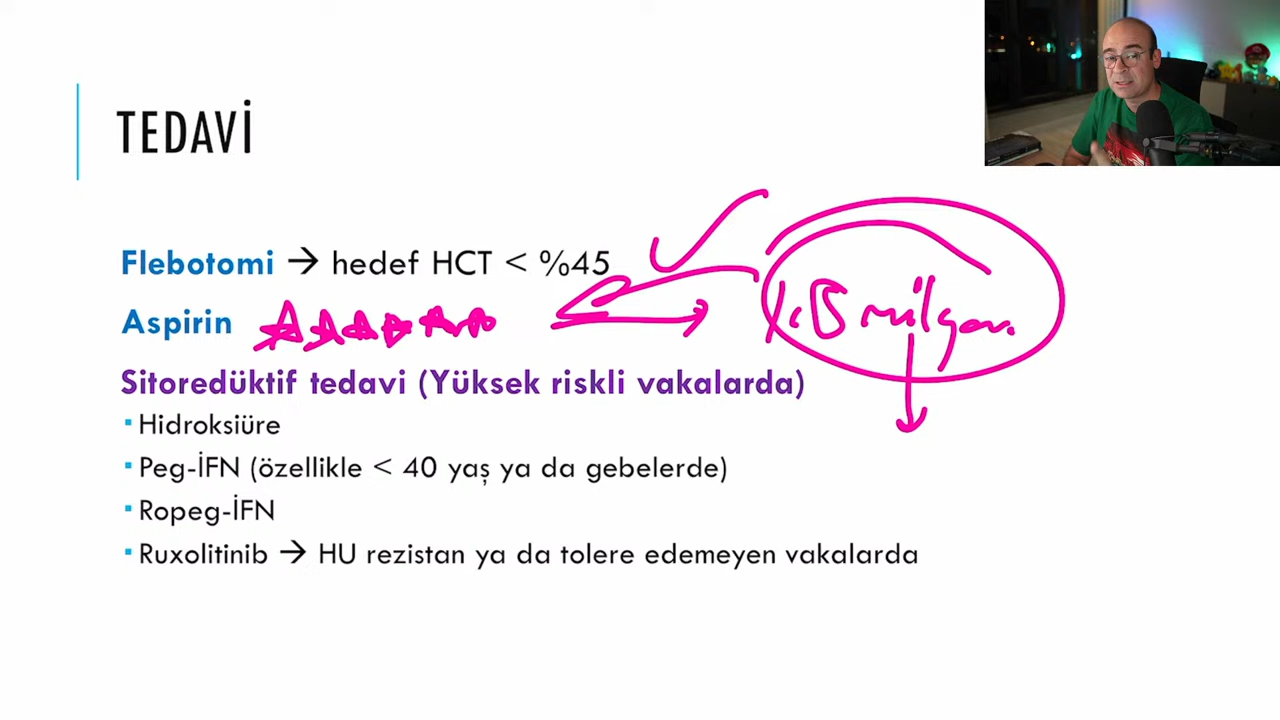 TEDAVİ
Flebotomi → hedef HCT < %45
Aspirin
milyon
Sitoredüktif tedavi (Yüksek riskli vakalarda)
▪ Hidroksiüre
▪ Peg-İFN (özellikle < 40 yaş ya da gebelerde)
▪ Ropeg-İFN
▪ Ruxolitinib → HU rezistan ya da tolere edemeyen vakalarda